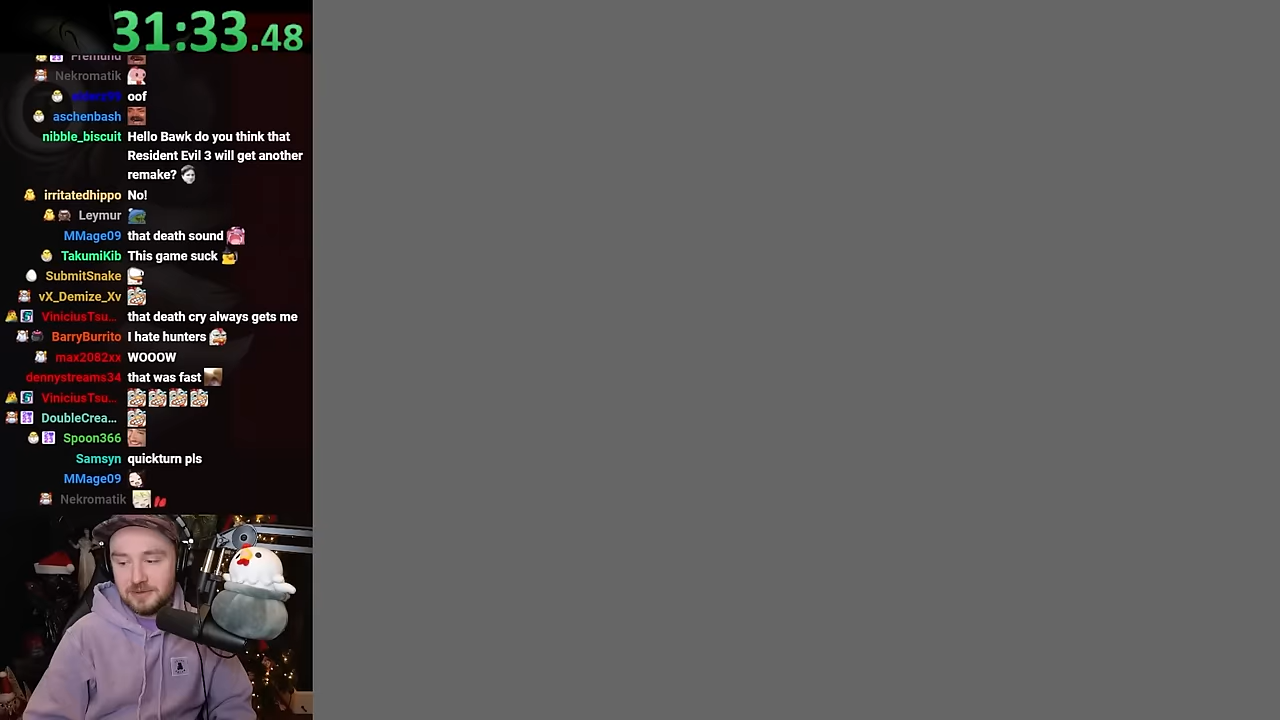 31:33.48
Fremund
Nekromatik
oof
aschenbash
nibble_biscuit Hello Bawk do you think that
Resident Evil 3 will get another
remake?
irritatedhippo No!
Leymur
MMage09 that death sound
TakumiKib This game suck
SubmitSnake
vX_Demize_Xv
ViniciusTsu... that death cry always gets me
BarryBurrito I hate hunters
max2082xx WOOOW
dennystreams34 that was fast
ViniciusTsu...
DoubleCrea...
Spoon366
Samsyn quickturn pls
MMage09
Nekromatik